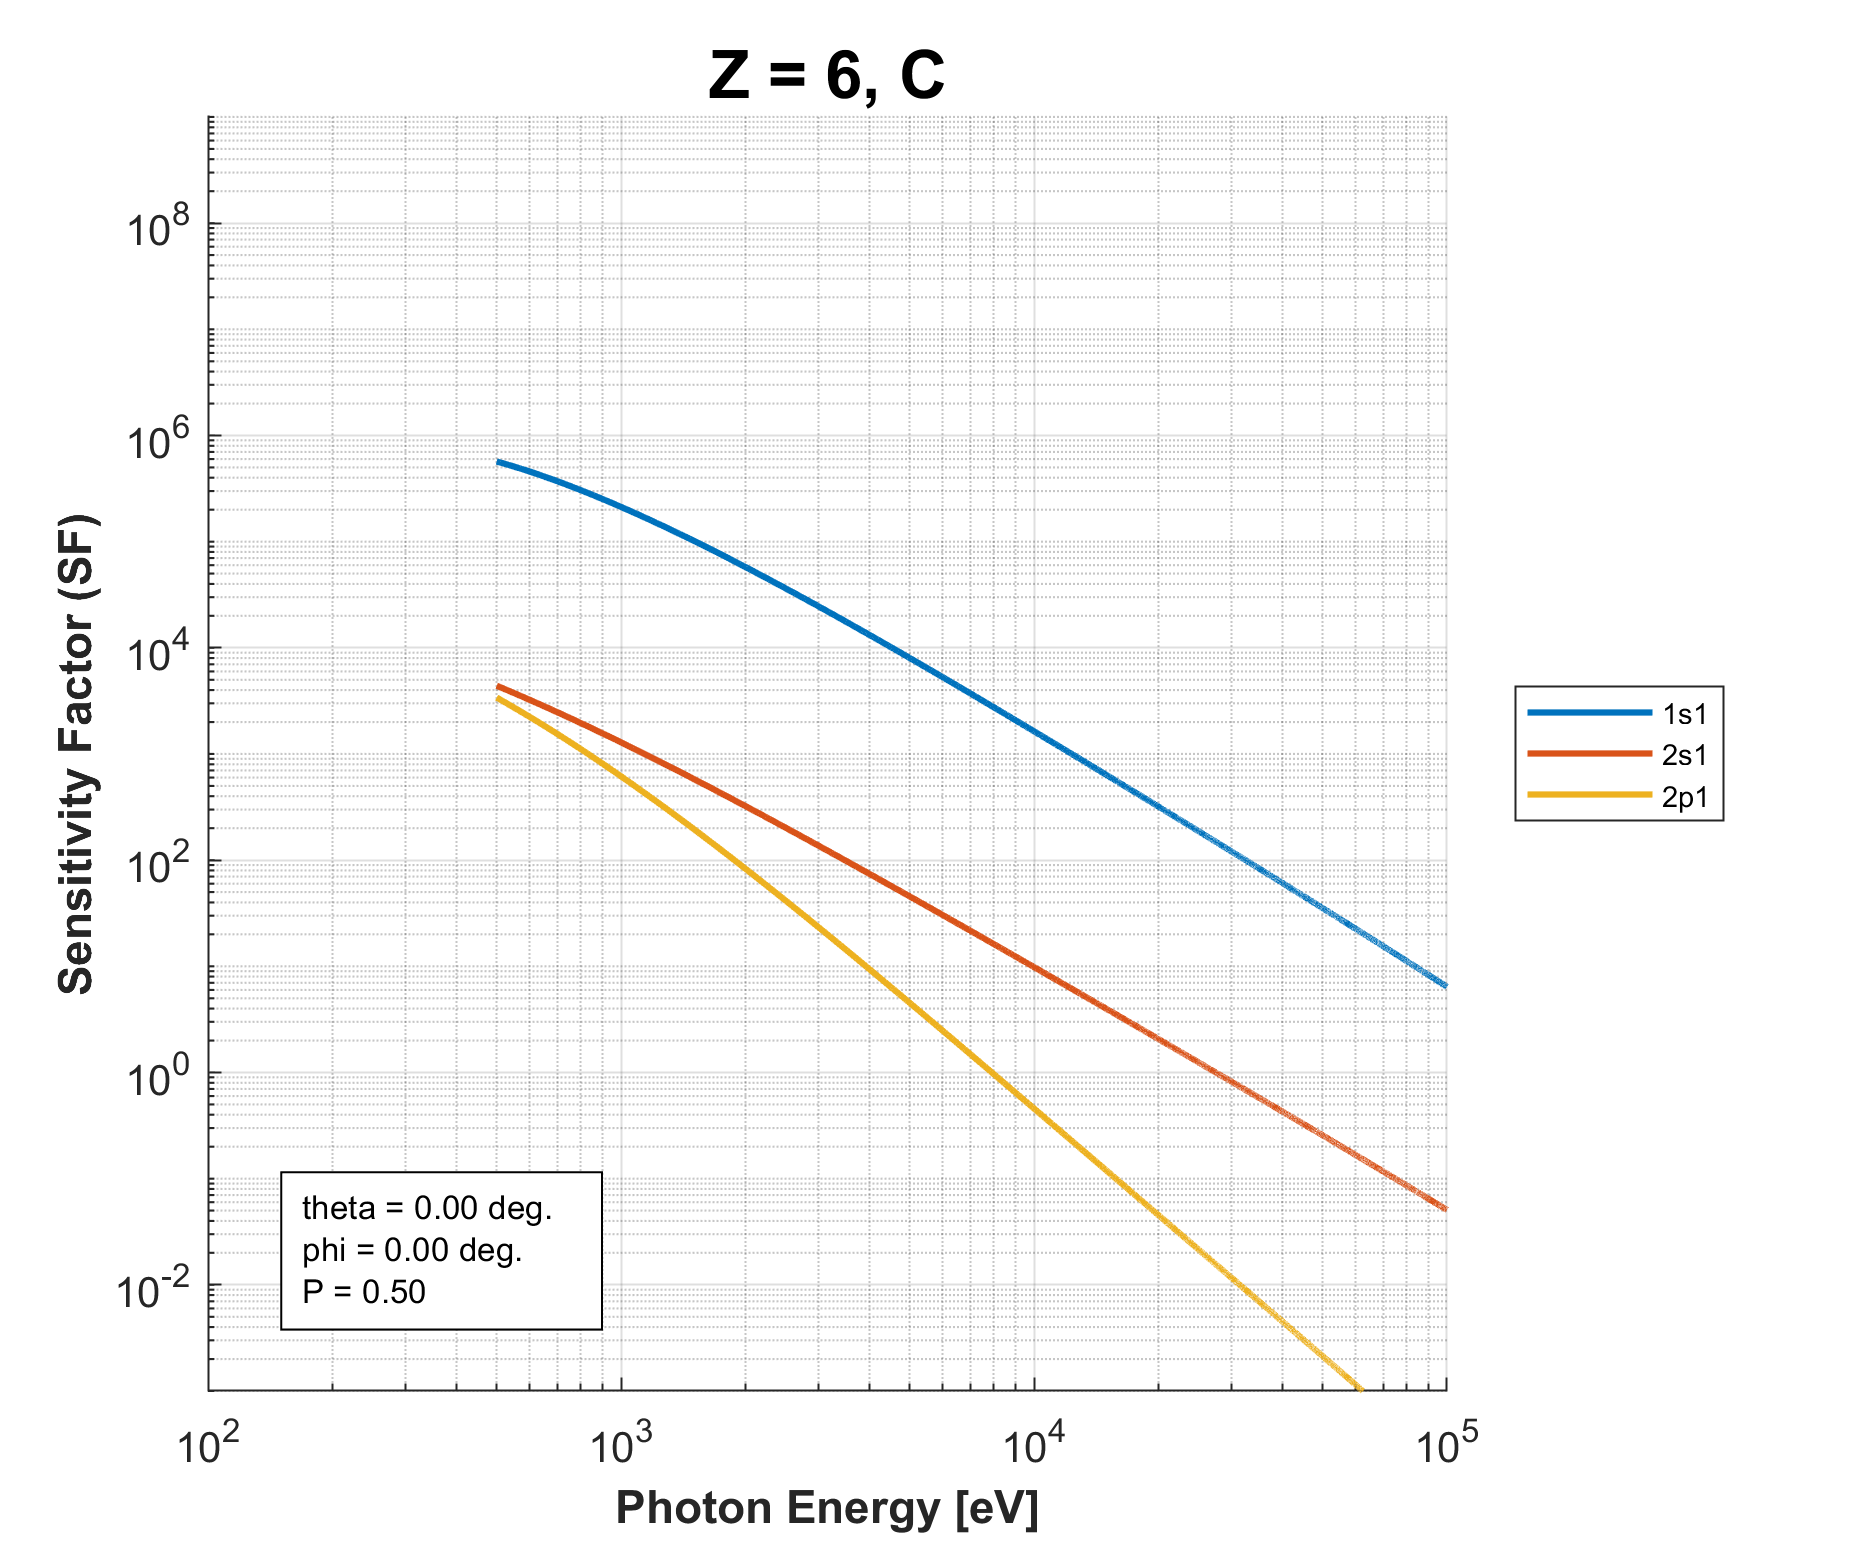 Z = 6, C
Sensitivity Factor (SF)
10^8
10^6
10^4
10^2
10^0
10^-2
10^2
10^3
10^4
10^5
Photon Energy [eV]
theta = 0.00 deg.
phi = 0.00 deg.
P = 0.50
1s1
2s1
2p1